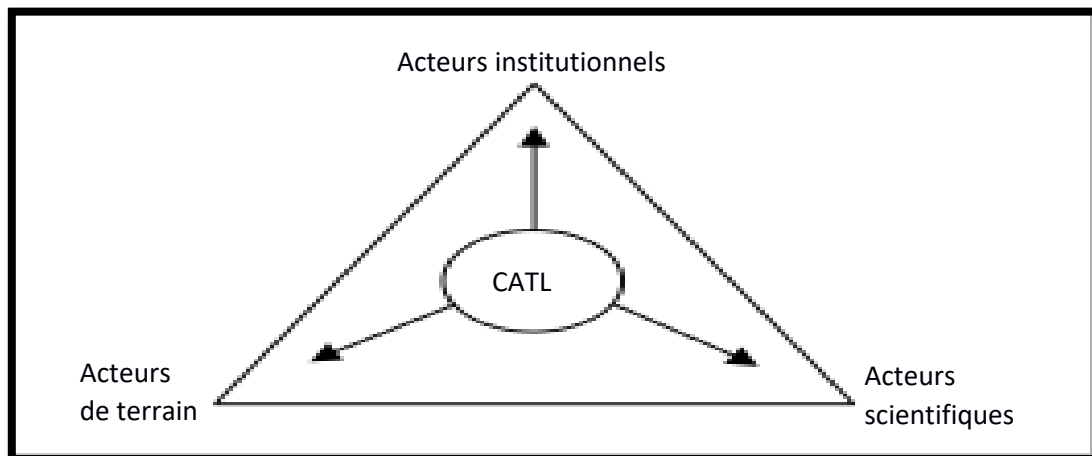 Acteurs institutionnels
CATL
Acteurs
de terrain
Acteurs
scientifiques